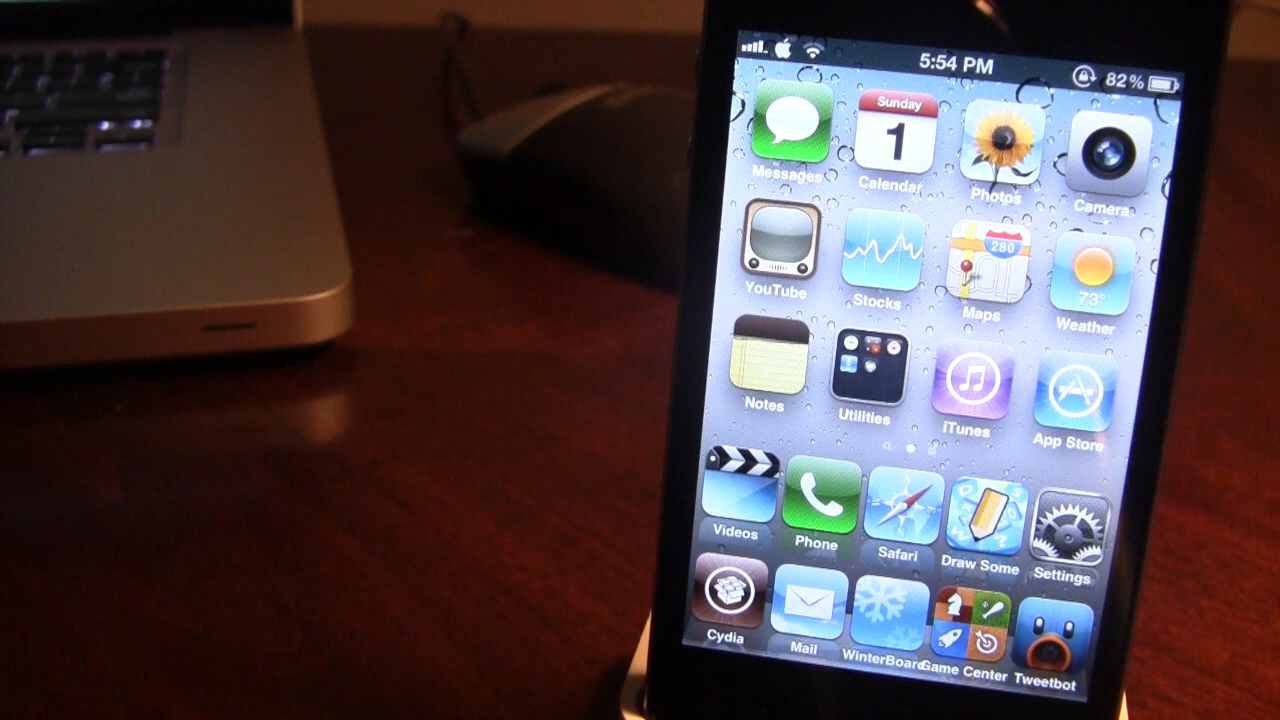 5:54 PM
82%
Sunday
1
Messages
Calendar
Photos
Camera
280
73°
YouTube
Stocks
Maps
Weather
Notes
Utilities
iTunes
App Store
Videos
Phone
Safari
Draw Some
Settings
Cydia
Mail
WinterBoard
Game Center
Tweetbot